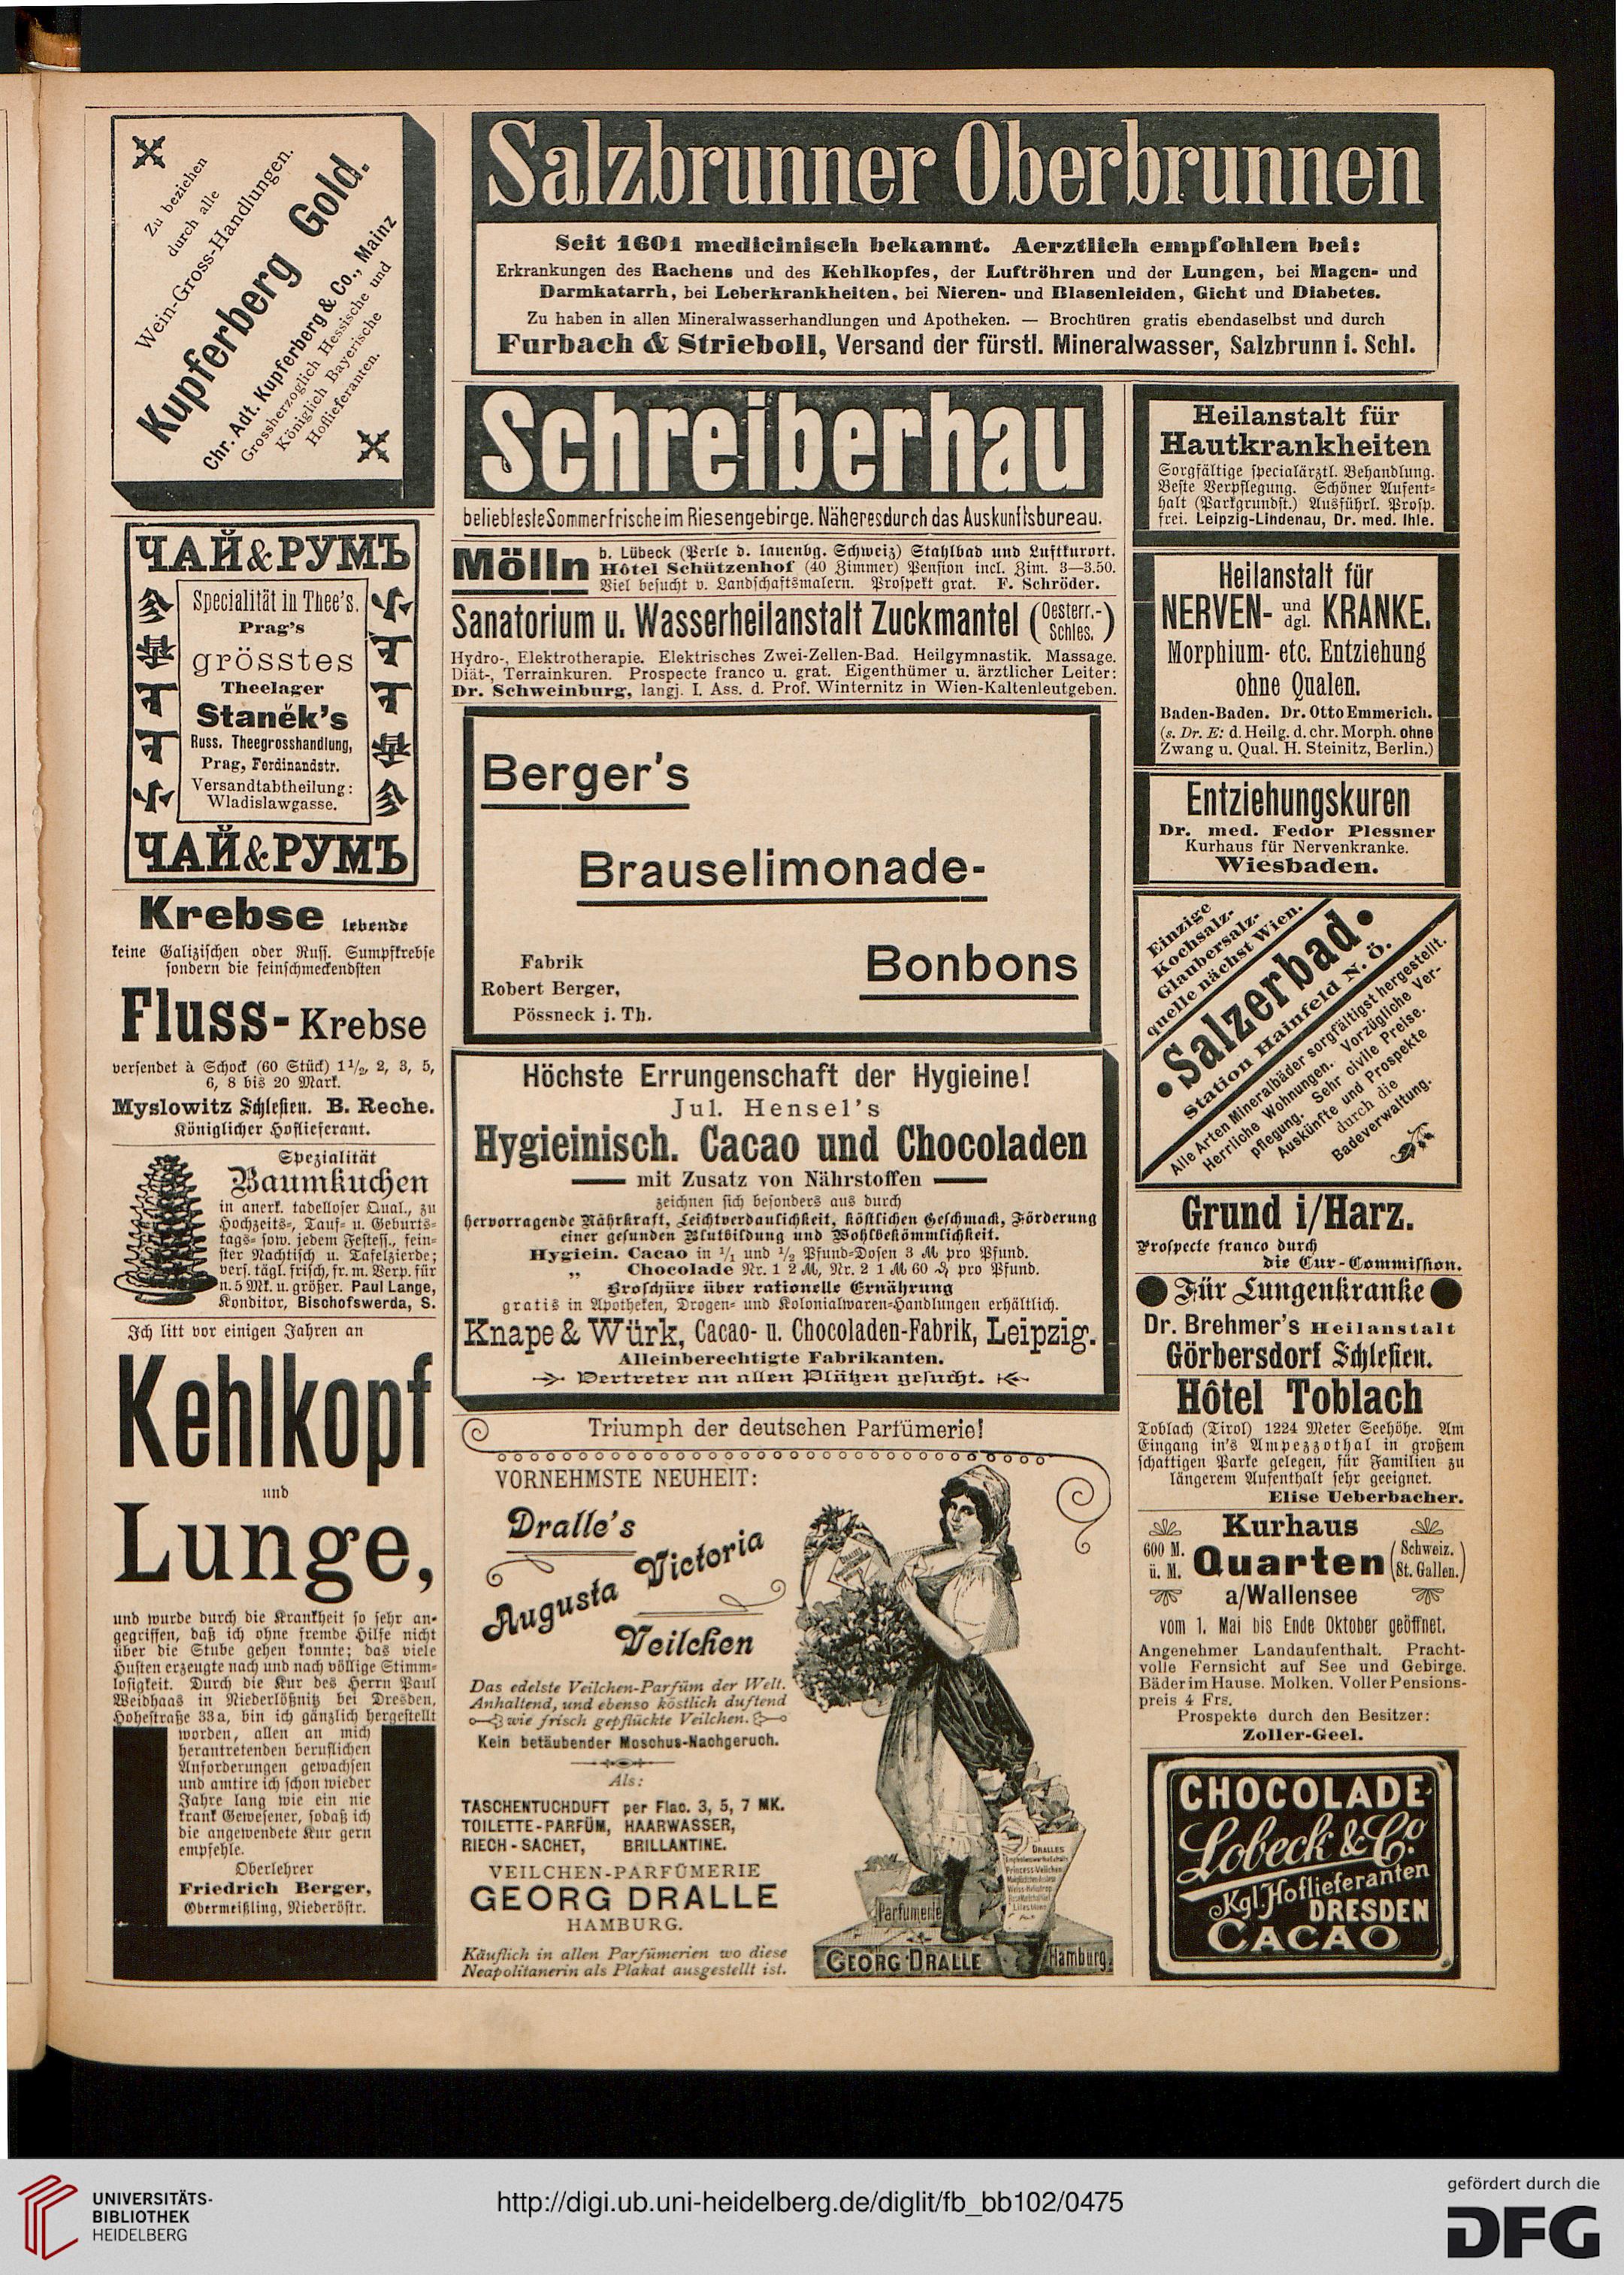 Zu beziehen
durch alle
Wein-Gross-Handlungen.
Kupferberg Gold.
Chr. Adt. Kupferberg & Co., Mainz
Grossherzoglich Hessische und
Königlich Bayerische
Hoflieferanten.
ЧАЙ & РУМЪ
Specialität in Thee's.
Prag's
grösstes
Theelager
Staněk's
Russ. Theegrosshandlung,
Prag, Ferdinandstr.
Versandtabtheilung:
Wladislawgasse.
ЧАЙ & РУМЪ
Krebse lebende
keine Galizischen oder Russ. Sumpfkrebse
sondern die feinschmeckendsten
Fluss-Krebse
versendet à Schock (60 Stück) 1 1/2, 2, 3, 5,
6, 8 bis 20 Mark.
Myslowitz Schlesien. B. Reche.
Königlicher Hoflieferant.
Spezialität
Baumkuchen
in anerk. tadelloser Qual., zu
Hochzeits-, Tauf- u. Geburts-
tags- sow. jedem Festess., fein-
ster Nachtisch u. Tafelzierde;
vers. tägl. frisch, fr. m. Verp. für
n. 5 Mk. u. größer. Paul Lange,
Konditor, Bischofswerda, S.
Ich litt vor einigen Jahren an
Kehlkopf
und
Lunge,
und wurde durch die Krankheit so sehr an-
gegriffen, daß ich ohne fremde Hilfe nicht
über die Stube gehen konnte; das viele
Husten erzeugte nach und nach völlige Stimm-
losigkeit. Durch die Kur des Herrn Paul
Weidhaas in Niederlößnitz bei Dresden,
Hohestraße 33a, bin ich gänzlich hergestellt
worden, allen an mich
herantretenden beruflichen
Anforderungen gewachsen
und amtire ich schon wieder
Jahre lang wie ein nie
krank Gewesener, sodaß ich
die angewendete Kur gern
empfehle.
Oberlehrer
Friedrich Berger,
Obermeißling, Niederöstr.
Salzbrunner Oberbrunnen
Seit 1601 medicinisch bekannt. Aerztlich empfohlen bei:
Erkrankungen des Rachens und des Kehlkopfes, der Luftröhren und der Lungen, bei Magen- und
Darmkatarrh, bei Leberkrankheiten, bei Nieren- und Blasenleiden, Gicht und Diabetes.
Zu haben in allen Mineralwasserhandlungen und Apotheken. — Brochüren gratis ebendaselbst und durch
Furbach & Strieboll, Versand der fürstl. Mineralwasser, Salzbrunn i. Schl.
Schreiberhau
beliebteste Sommerfrische im Riesengebirge. Näheres durch das Auskunftsbureau.
Mölln b. Lübeck (Perle d. lauenbg. Schweiz) Stahlbad und Luftkurort.
Hôtel Schützenhof (40 Zimmer) Pension incl. Zim. 3—3.50.
Viel besucht v. Landschaftsmalern. Prospekt grat. F. Schröder.
Sanatorium u. Wasserheilanstalt Zuckmantel (Oesterr.-Schles.)
Hydro-, Elektrotherapie. Elektrisches Zwei-Zellen-Bad. Heilgymnastik. Massage.
Diät-, Terrainkuren. Prospecte franco u. grat. Eigenthümer u. ärztlicher Leiter:
Dr. Schweinburg, langj. I. Ass. d. Prof. Winternitz in Wien-Kaltenleutgeben.
Berger's
Brauselimonade-
Bonbons
Fabrik
Robert Berger,
Pössneck i. Th.
Höchste Errungenschaft der Hygieine!
Jul. Hensel's
Hygieinisch. Cacao und Chocoladen
mit Zusatz von Nährstoffen
zeichnen sich besonders aus durch
hervorragende Nährkraft, Leichtverdaulichkeit, köstlichen Geschmack, Förderung
einer gesunden Blutbildung und Wohlbekömmlichkeit.
Hygiein. Cacao in 1/1 und 1/2 Pfund-Dosen 3 M pro Pfund.
„ Chocolade Nr. 1 2 M, Nr. 2 1 M 60 ₰ pro Pfund.
Broschüre über rationelle Ernährung
gratis in Apotheken, Drogen- und Kolonialwaren-Handlungen erhältlich.
Knape & Würk, Cacao- u. Chocoladen-Fabrik, Leipzig.
Alleinberechtigte Fabrikanten.
Vertreter an allen Plätzen gesucht.
Triumph der deutschen Parfümerie!
VORNEHMSTE NEUHEIT:
Dralle's
Augusta Victoria
Veilchen
Das edelste Veilchen-Parfüm der Welt.
Anhaltend, und ebenso köstlich duftend
wie frisch gepflückte Veilchen.
Kein betäubender Moschus-Nachgeruch.
Als:
TASCHENTUCHDUFT per Flac. 3, 5, 7 MK.
TOILETTE-PARFÜM, HAARWASSER,
RIECH-SACHET, BRILLANTINE.
VEILCHEN-PARFÜMERIE
GEORG DRALLE
HAMBURG.
Käuflich in allen Parfümerien wo diese
Neapolitanerin als Plakat ausgestellt ist.
DRALLES
Princess-Veilchen
Parfumerie
GEORG DRALLE
Hamburg.
Heilanstalt für
Hautkrankheiten
Sorgfältige specialärztl. Behandlung.
Beste Verpflegung. Schöner Aufent-
halt (Parkgrundst.) Ausführl. Prosp.
frei. Leipzig-Lindenau, Dr. med. Ihle.
Heilanstalt für
NERVEN- und dgl. KRANKE.
Morphium- etc. Entziehung
ohne Qualen.
Baden-Baden. Dr. Otto Emmerich.
(s. Dr. E: d. Heilg. d. chr. Morph. ohne
Zwang u. Qual. H. Steinitz, Berlin.)
Entziehungskuren
Dr. med. Fedor Plessner
Kurhaus für Nervenkranke.
Wiesbaden.
Einzige
Kochsalz-
Glaubersalz-
quelle nächst Wien.
Salzerbad
Station Hainfeld N. Ö.
Alle Arten Mineralbäder sorgfältigst hergestellt.
Herrliche Wohnungen. Vorzügliche Ver-
pflegung. Sehr civile Preise.
Auskünfte und Prospekte
durch die
Badeverwaltung.
Grund i/Harz.
Prospecte franco durch
die Cur-Commission.
Für Lungenkranke
Dr. Brehmer's Heilanstalt
Görbersdorf Schlesien.
Hôtel Toblach
Toblach (Tirol) 1224 Meter Seehöhe. Am
Eingang in's Ampezzothal in großem
schattigen Parke gelegen, für Familien zu
längerem Aufenthalt sehr geeignet.
Elise Ueberbacher.
Kurhaus
600 M. ü. M. Quarten (Schweiz. St. Gallen.)
a/Wallensee
vom 1. Mai bis Ende Oktober geöffnet.
Angenehmer Landaufenthalt. Pracht-
volle Fernsicht auf See und Gebirge.
Bäder im Hause. Molken. Voller Pensions-
preis 4 Frs.
Prospekte durch den Besitzer:
Zoller-Geel.
CHOCOLADE
Lobeck & Co.
Kgl. Hoflieferanten
DRESDEN
CACAO
UNIVERSITÄTS-
BIBLIOTHEK
HEIDELBERG
http://digi.ub.uni-heidelberg.de/diglit/fb_bb102/0475
gefördert durch die
DFG